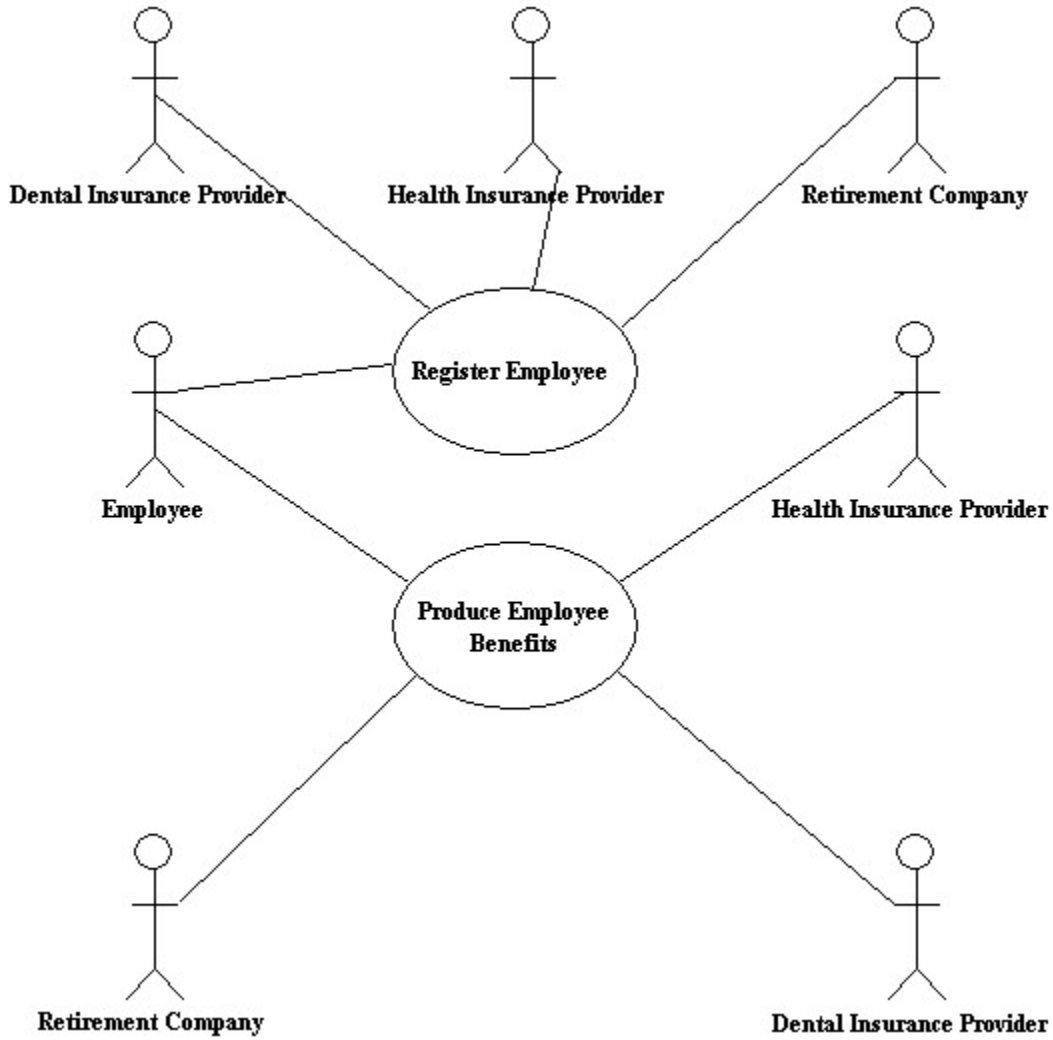 Dental Insurance Provider
Health Insurance Provider
Retirement Company
Register Employee
Employee
Health Insurance Provider
Produce Employee
Benefits
Retirement Company
Dental Insurance Provider